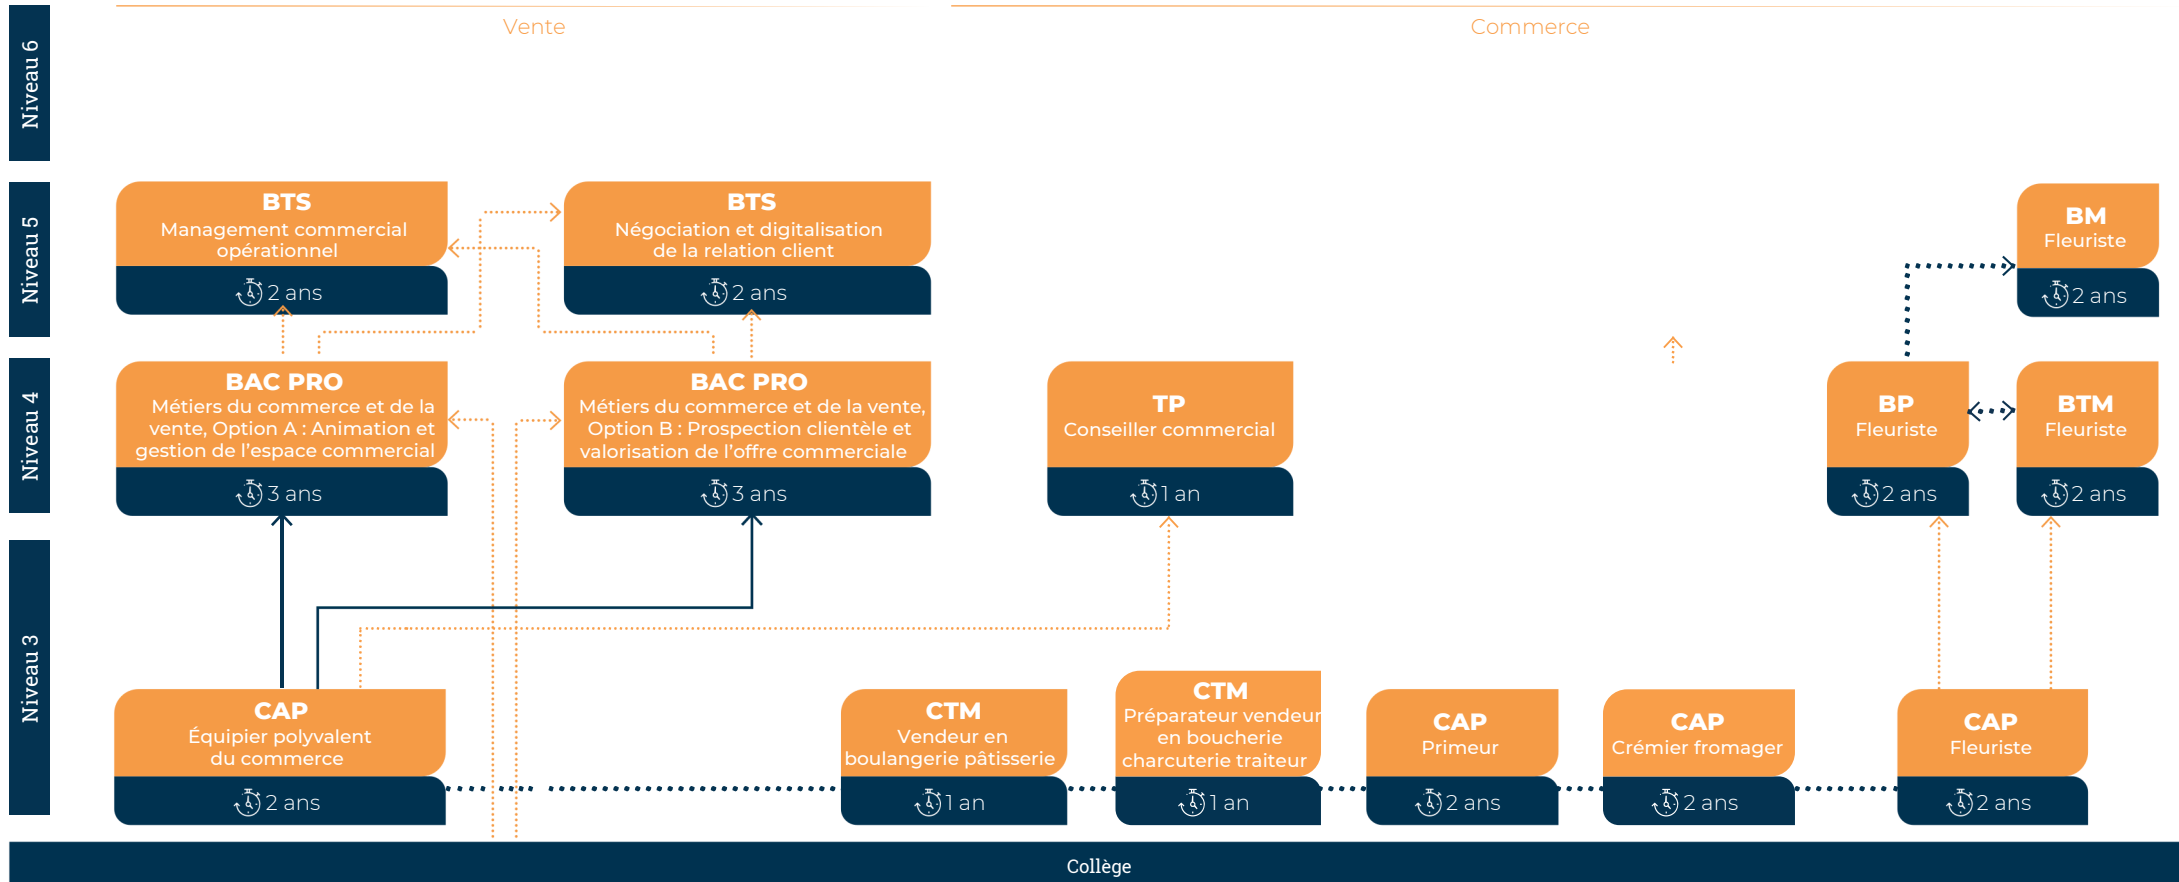 Vente
Commerce
Niveau 6
Niveau 5
BTS
Management commercial
opérationnel
2 ans
BTS
Négociation et digitalisation
de la relation client
2 ans
BM
Fleuriste
2 ans
Niveau 4
BAC PRO
Métiers du commerce et de la
vente, Option A : Animation et
gestion de l'espace commercial
3 ans
BAC PRO
Métiers du commerce et de la vente,
Option B : Prospection clientèle et
valorisation de l'offre commerciale
3 ans
TP
Conseiller commercial
1 an
BP
Fleuriste
2 ans
BTM
Fleuriste
2 ans
Niveau 3
CAP
Équipier polyvalent
du commerce
2 ans
CTM
Vendeur en
boulangerie pâtisserie
1 an
CTM
Préparateur vendeur
en boucherie
charcuterie traiteur
1 an
CAP
Primeur
2 ans
CAP
Crémier fromager
2 ans
CAP
Fleuriste
2 ans
Collège